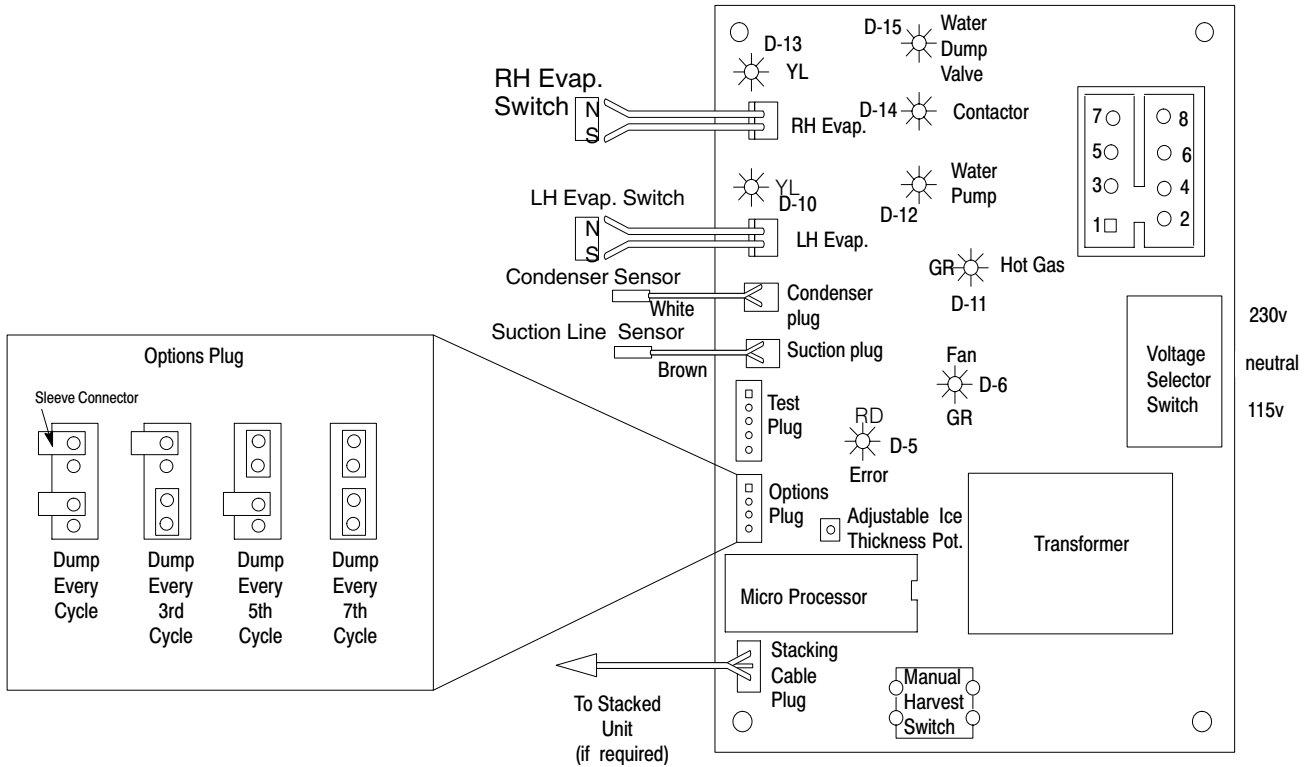 D-15
Water
Dump
Valve
D-13
YL
RH Evap.
Switch
N
S
RH Evap.
D-14
Contactor
7
8
5
6
3
4
1
2
YL
D-10
Water
Pump
D-12
LH Evap. Switch
N
S
LH Evap.
GR
Hot Gas
D-11
Condenser Sensor
White
Condenser
plug
Suction Line Sensor
Brown
Suction plug
230v
neutral
115v
Voltage
Selector
Switch
Fan
D-6
GR
Test
Plug
RD
D-5
Error
Options Plug
Sleeve Connector
Dump
Every
Cycle
Dump
Every
3rd
Cycle
Dump
Every
5th
Cycle
Dump
Every
7th
Cycle
Options
Plug
Adjustable Ice
Thickness Pot.
Transformer
Micro Processor
Stacking
Cable
Plug
To Stacked
Unit
(if required)
Manual
Harvest
Switch